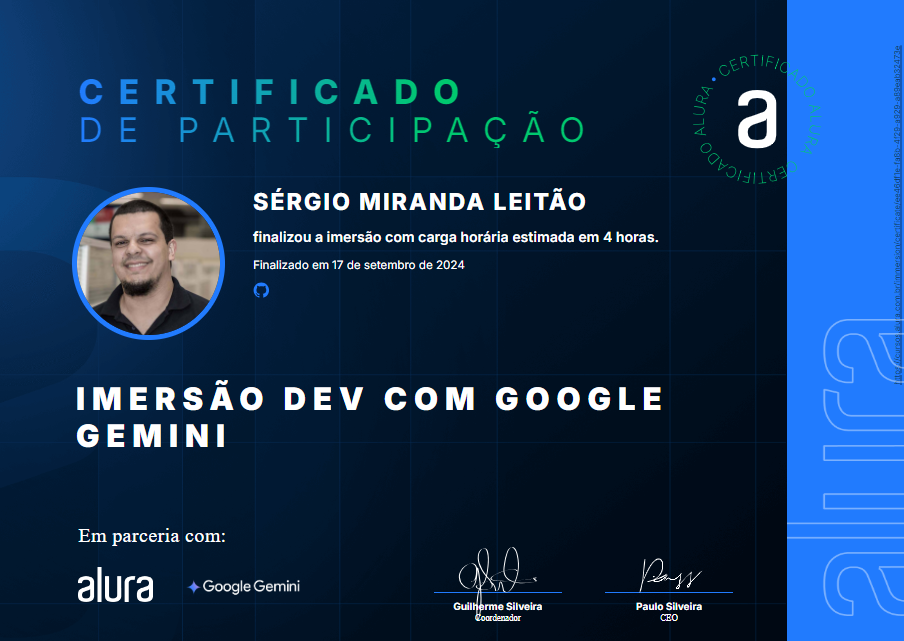 CERTIFICADO
DE PARTICIPAÇÃO
CERTIFICADO ALURA • CERTIFICADO ALURA
a
SÉRGIO MIRANDA LEITÃO
finalizou a imersão com carga horária estimada em 4 horas.
Finalizado em 17 de setembro de 2024
IMERSÃO DEV COM GOOGLE
GEMINI
Em parceria com:
alura
Google Gemini
Guilherme Silveira
Coordenador
Paulo Silveira
CEO
alura